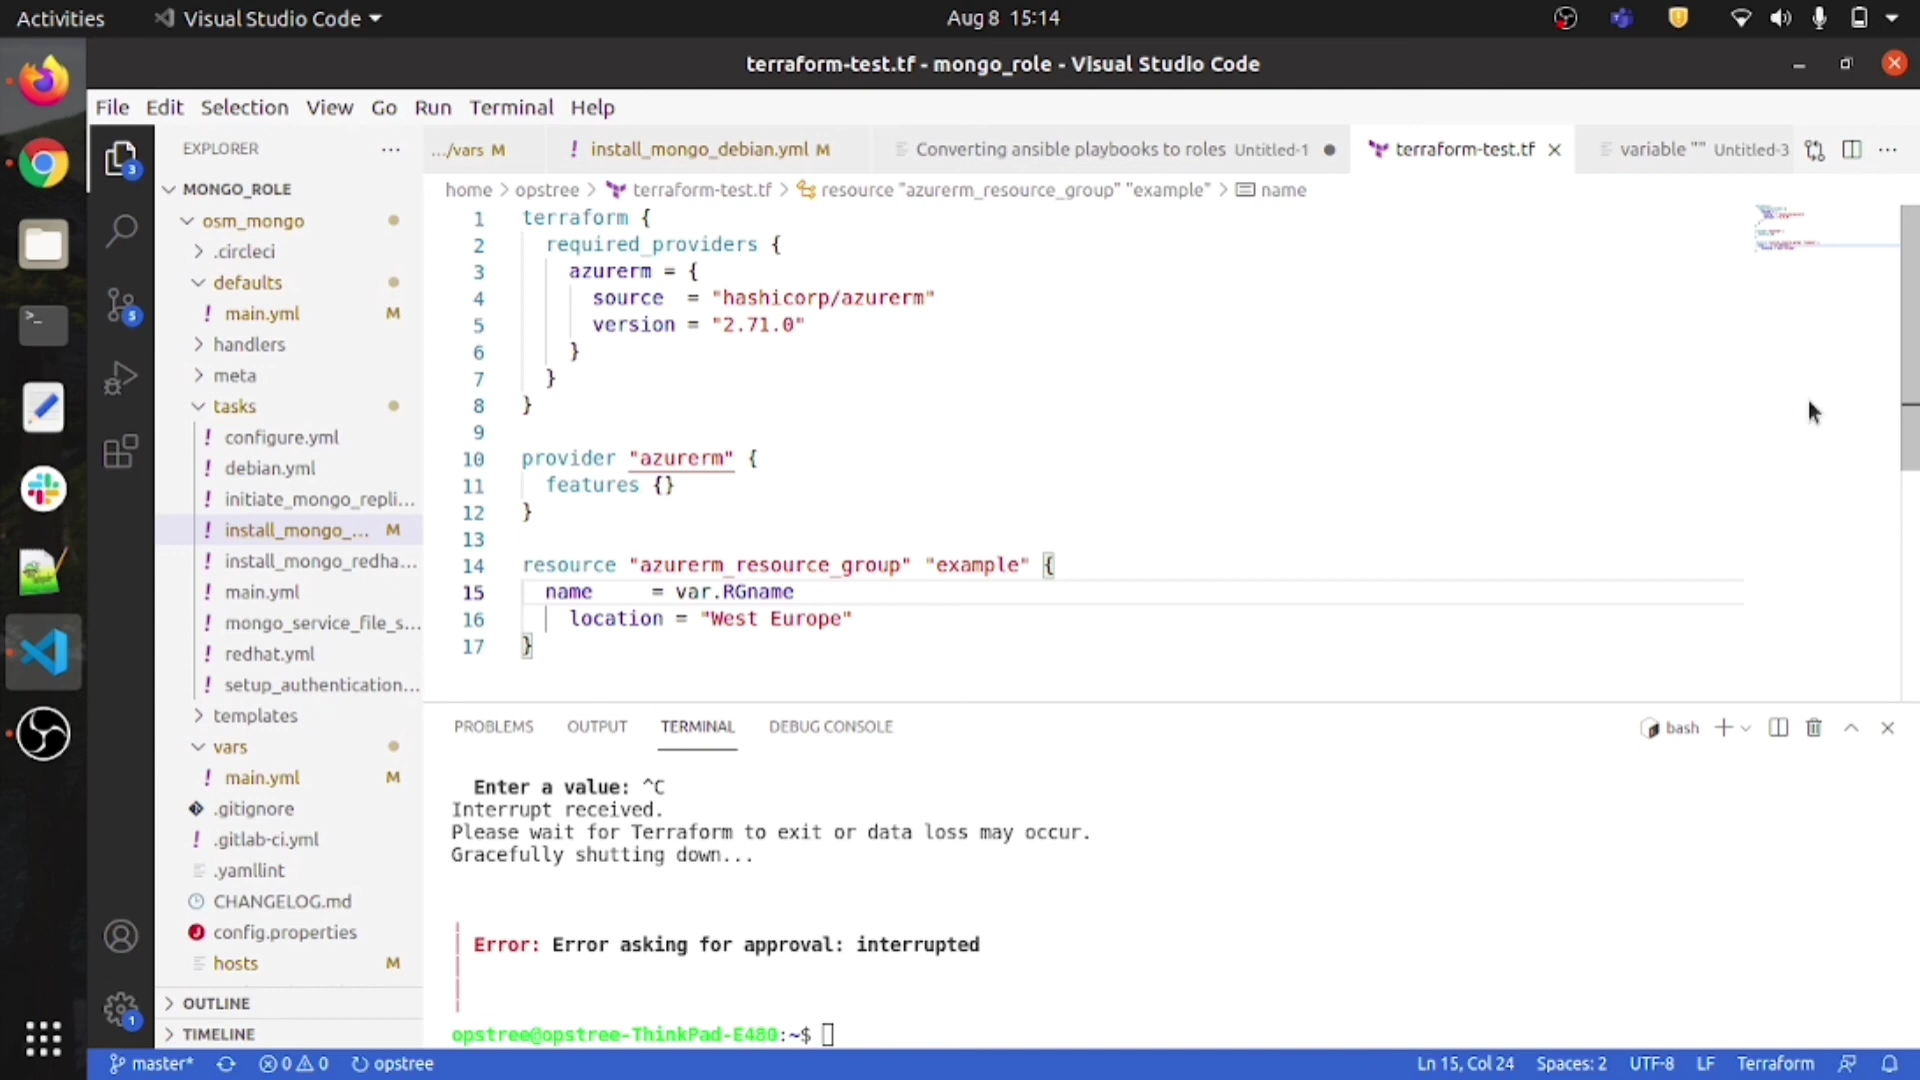 Activities Visual Studio Code Aug 8 15:14
terraform-test.tf - mongo_role - Visual Studio Code
File Edit Selection View Go Run Terminal Help
EXPLORER ... .../vars M ! install_mongo_debian.yml M Converting ansible playbooks to roles Untitled-1 terraform-test.tf variable "" Untitled-3
3
MONGO_ROLE
home > opstree > terraform-test.tf > resource "azurerm_resource_group" "example" > name
osm_mongo
.circleci
defaults
! main.yml M
5
handlers
meta
tasks
! configure.yml
! debian.yml
! initiate_mongo_repli...
! install_mongo_... M
! install_mongo_redha...
! main.yml
! mongo_service_file_s...
! redhat.yml
! setup_authentication...
templates
vars
! main.yml M
.gitignore
! .gitlab-ci.yml
.yamllint
CHANGELOG.md
config.properties
hosts M
OUTLINE
1
TIMELINE
1 terraform {
2 required_providers {
3 azurerm = {
4 source = "hashicorp/azurerm"
5 version = "2.71.0"
6 }
7 }
8 }
9
10 provider "azurerm" {
11 features {}
12 }
13
14 resource "azurerm_resource_group" "example" {
15 name = var.RGname
16 location = "West Europe"
17 }
PROBLEMS OUTPUT TERMINAL DEBUG CONSOLE bash
Enter a value: ^C
Interrupt received.
Please wait for Terraform to exit or data loss may occur.
Gracefully shutting down...
Error: Error asking for approval: interrupted
opstree@opstree-ThinkPad-E480:~$
master* 0 0 opstree Ln 15, Col 24 Spaces: 2 UTF-8 LF Terraform